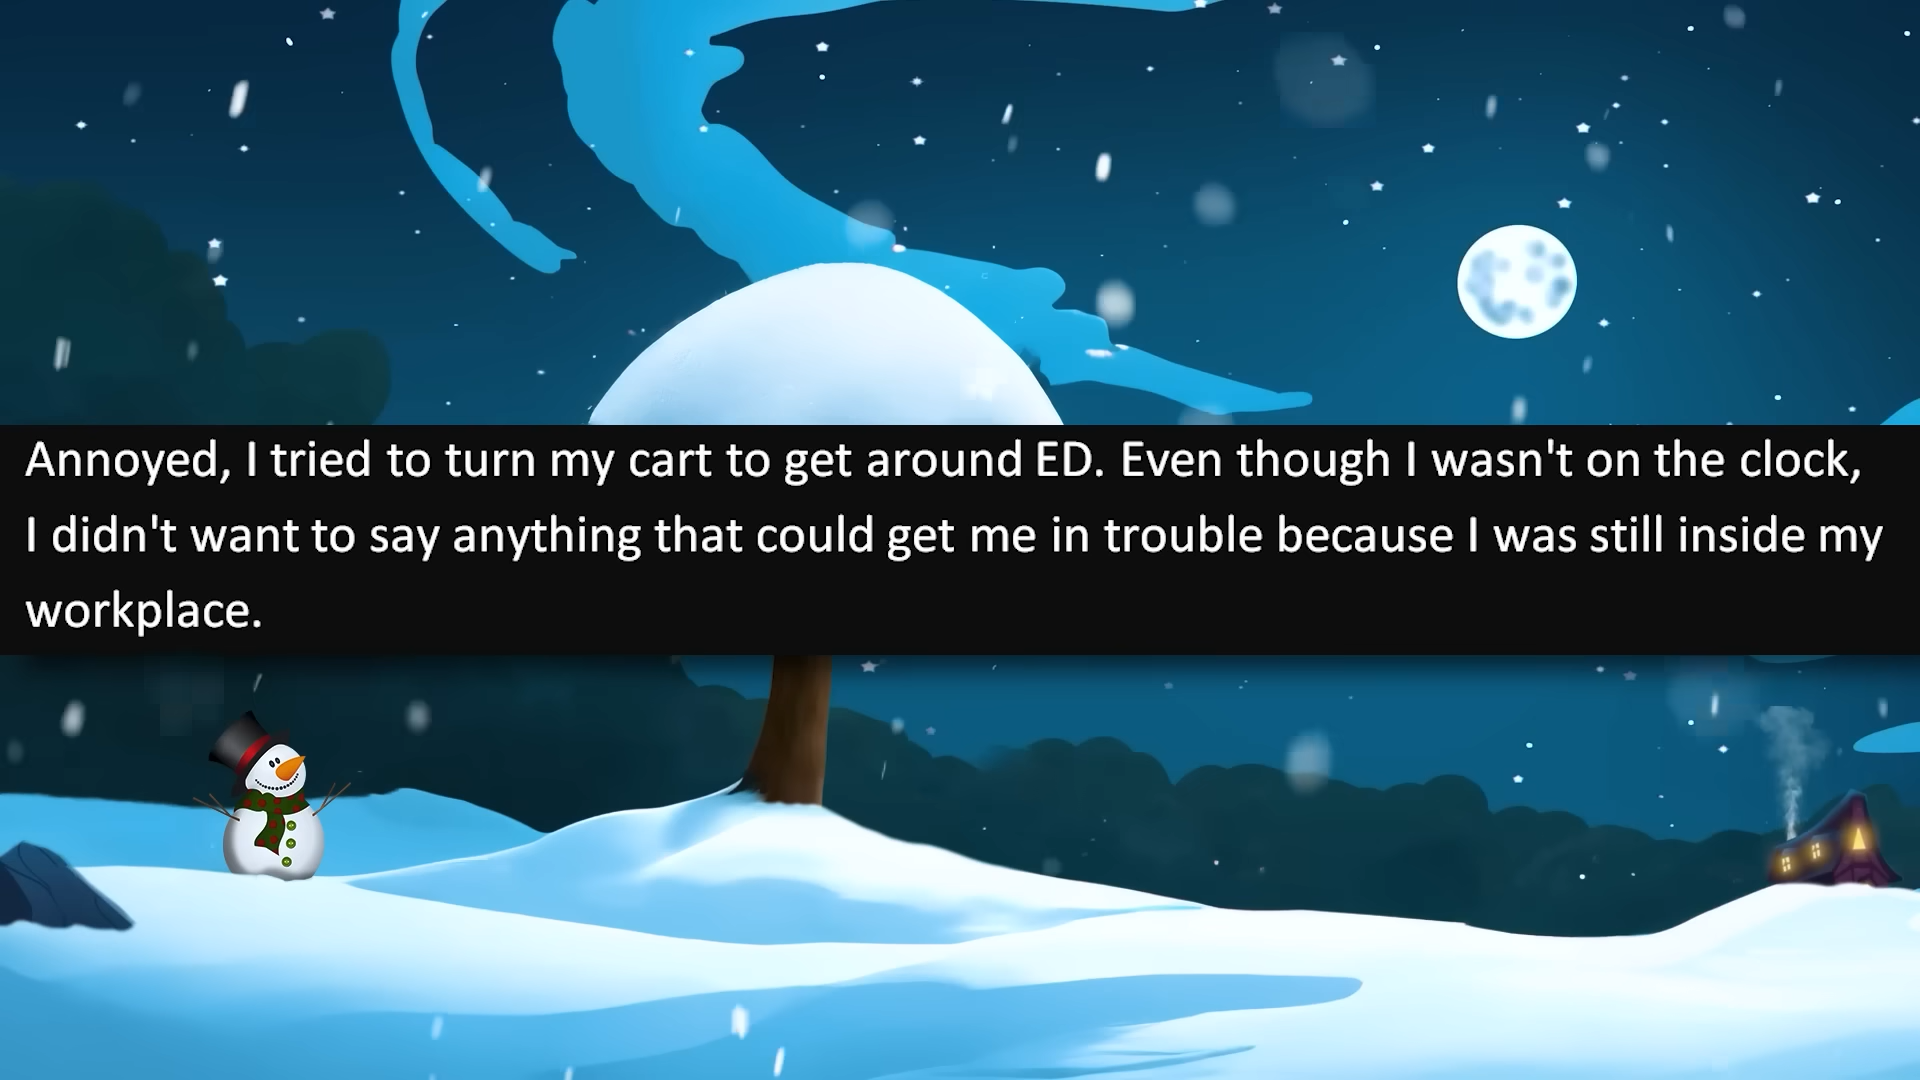 Annoyed, I tried to turn my cart to get around ED. Even though I wasn't on the clock,
I didn't want to say anything that could get me in trouble because I was still inside my
workplace.